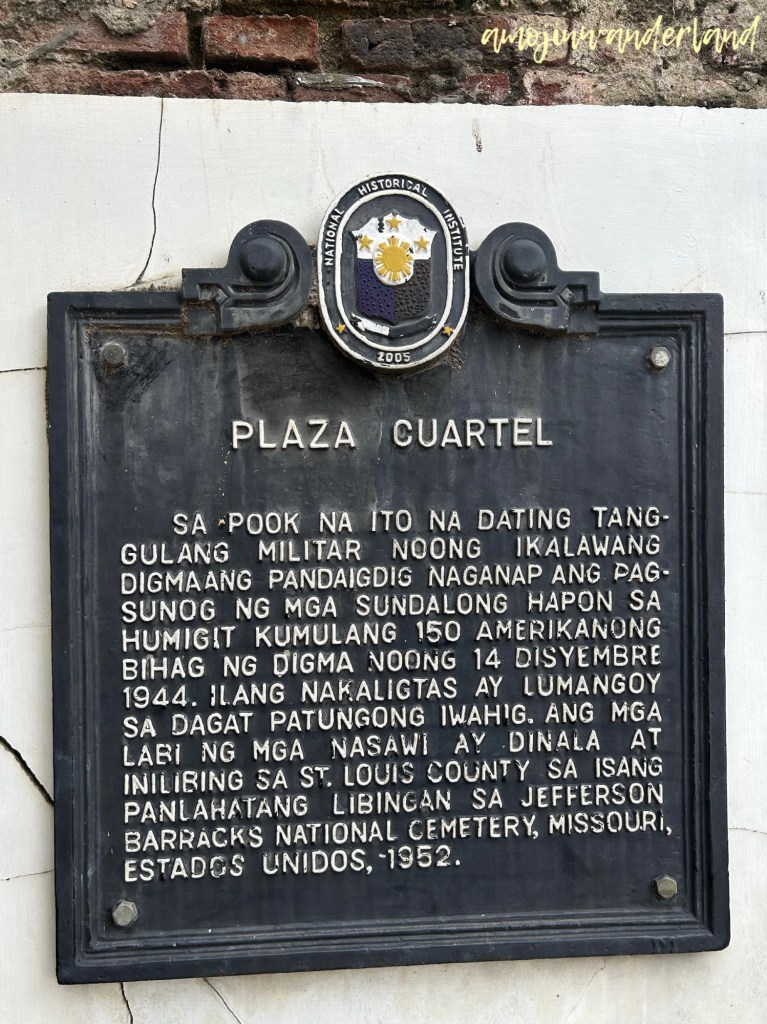 amojinwanderland
NATIONAL HISTORICAL INSTITUTE
2005
PLAZA CUARTEL
SA POOK NA ITO NA DATING TANG-
GULANG MILITAR NOONG IKALAWANG
DIGMAANG PANDAIGDIG NAGANAP ANG PAG-
SUNOG NG MGA SUNDALONG HAPON SA
HUMIGIT KUMULANG 150 AMERIKANONG
BIHAG NG DIGMA NOONG 14 DISYEMBRE
1944. ILANG NAKALIGTAS AY LUMANGOY
SA DAGAT PATUNGONG IWAHIG. ANG MGA
LABI NG MGA NASAWI AY DINALA AT
INILIBING SA ST. LOUIS COUNTY SA ISANG
PANLAHATANG LIBINGAN SA JEFFERSON
BARRACKS NATIONAL CEMETERY, MISSOURI,
ESTADOS UNIDOS, 1952.